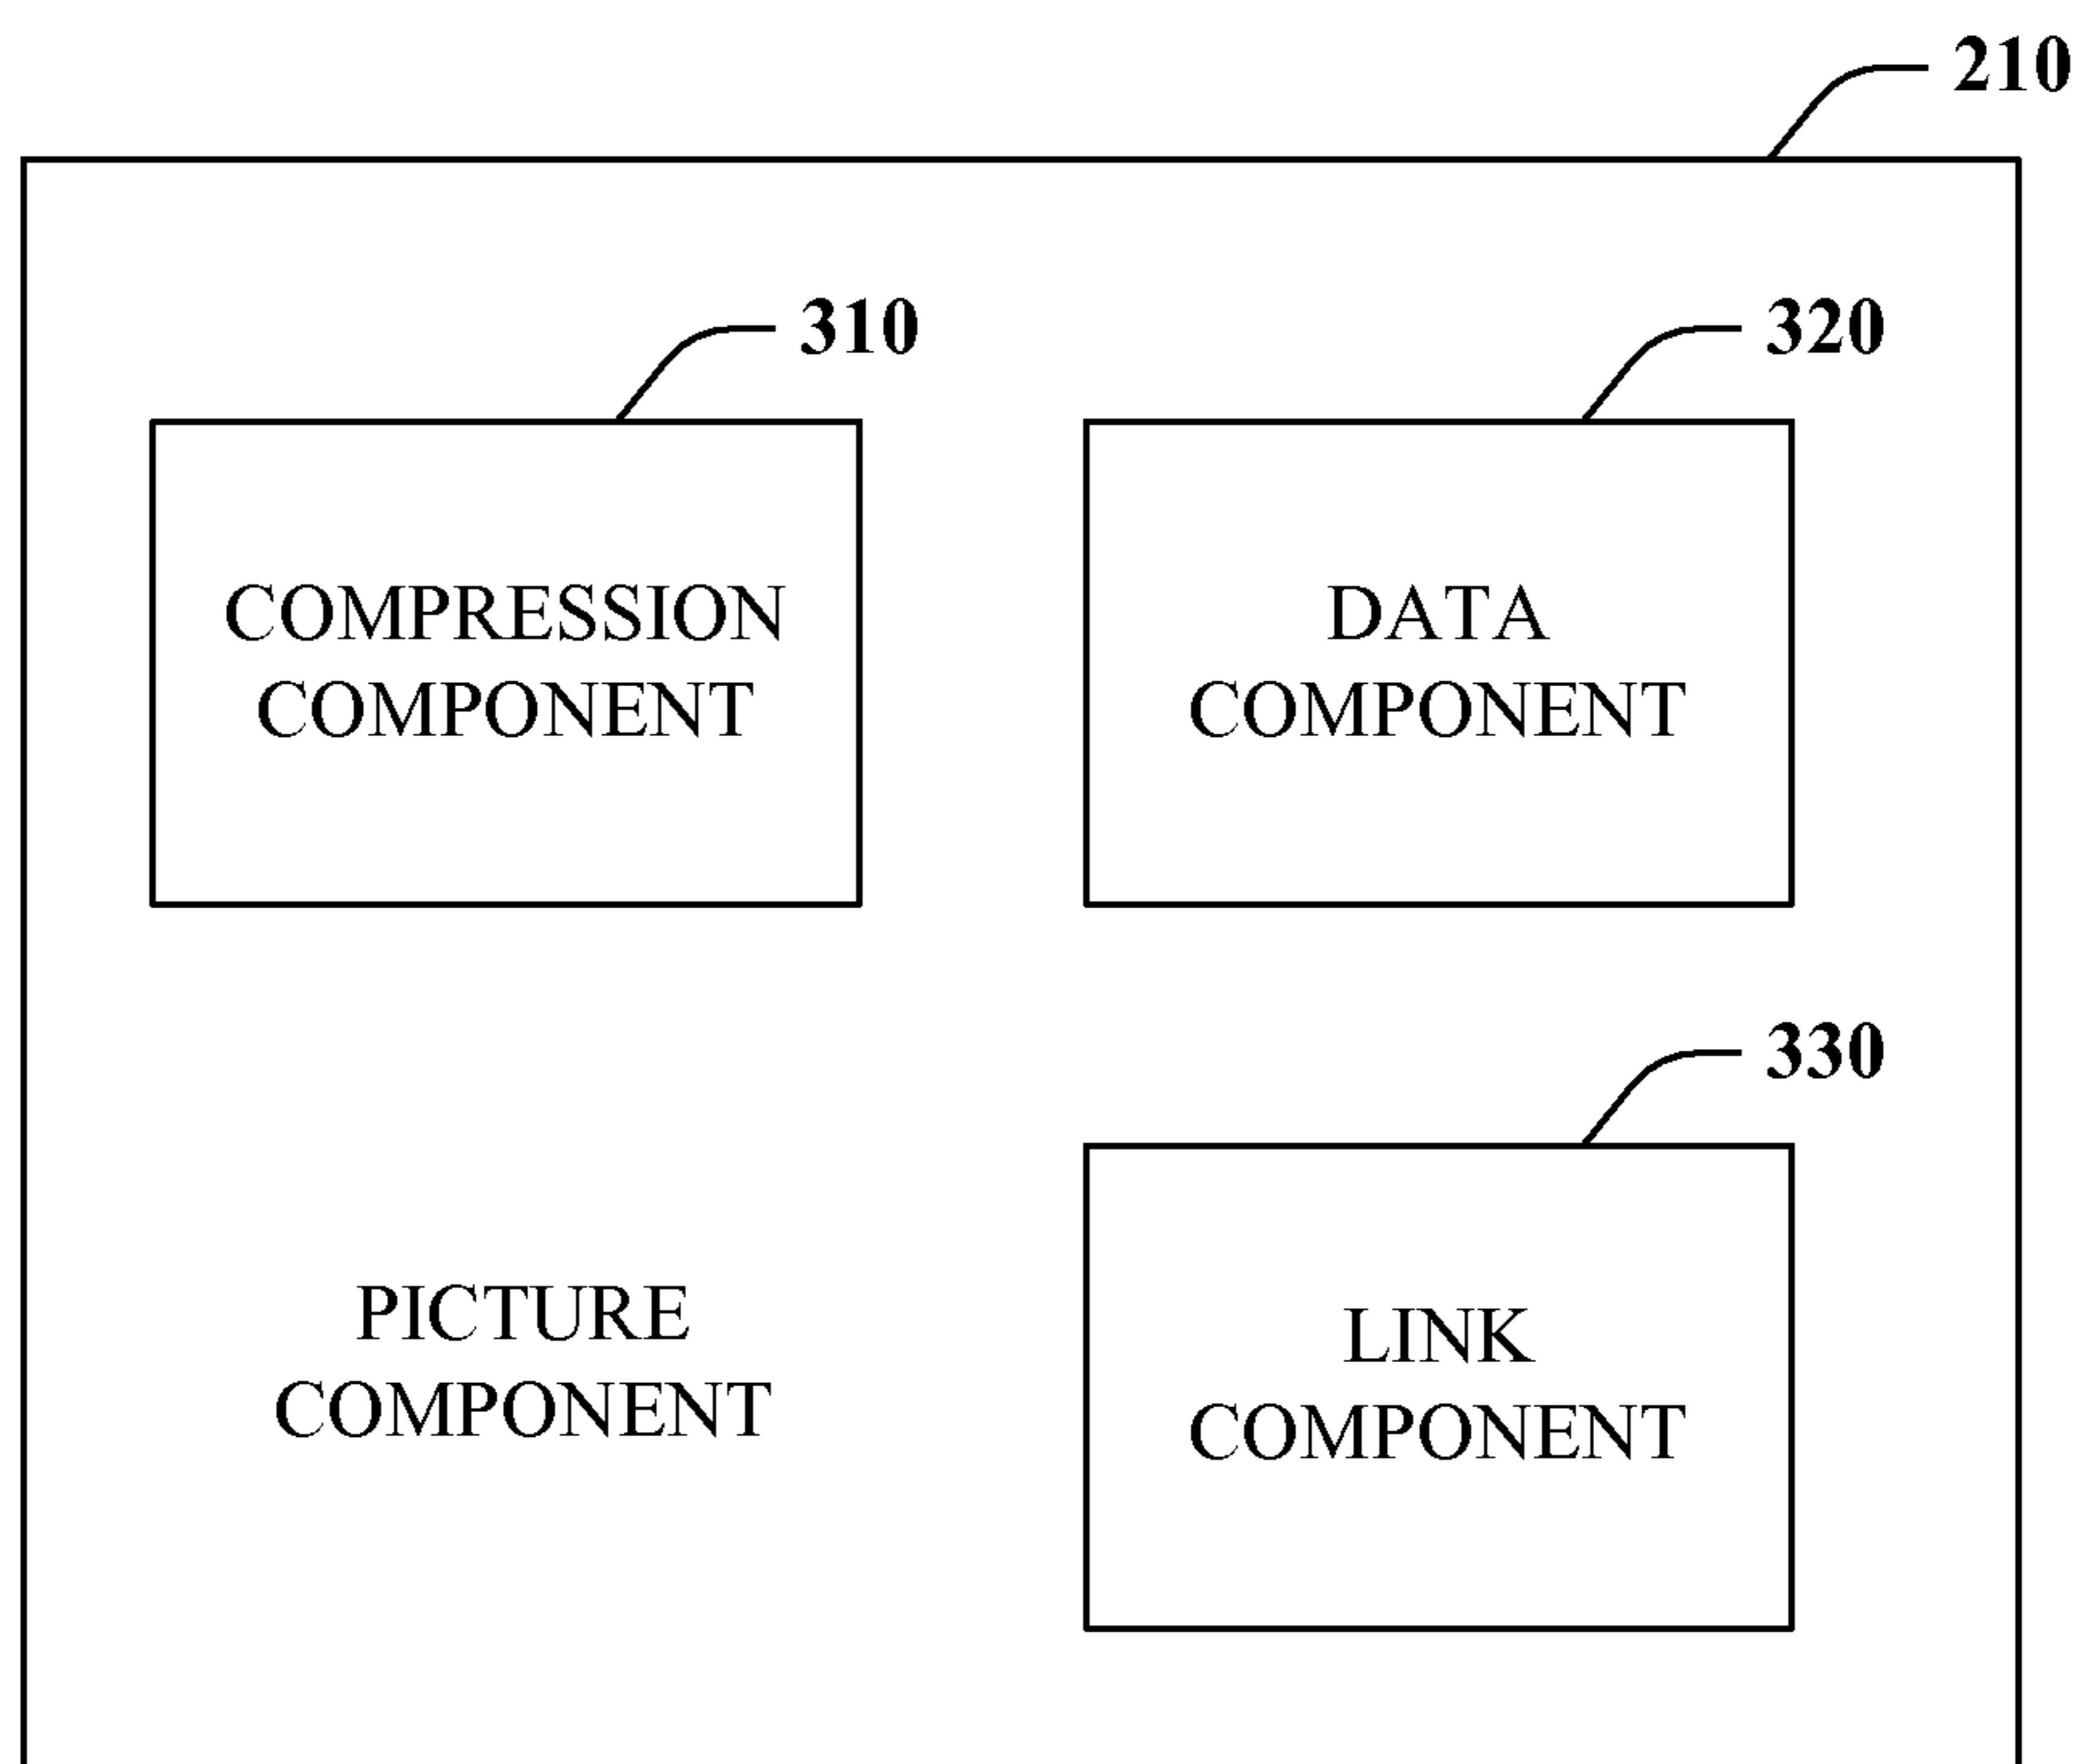 210
310
320
COMPRESSION
COMPONENT
DATA
COMPONENT
330
PICTURE
COMPONENT
LINK
COMPONENT